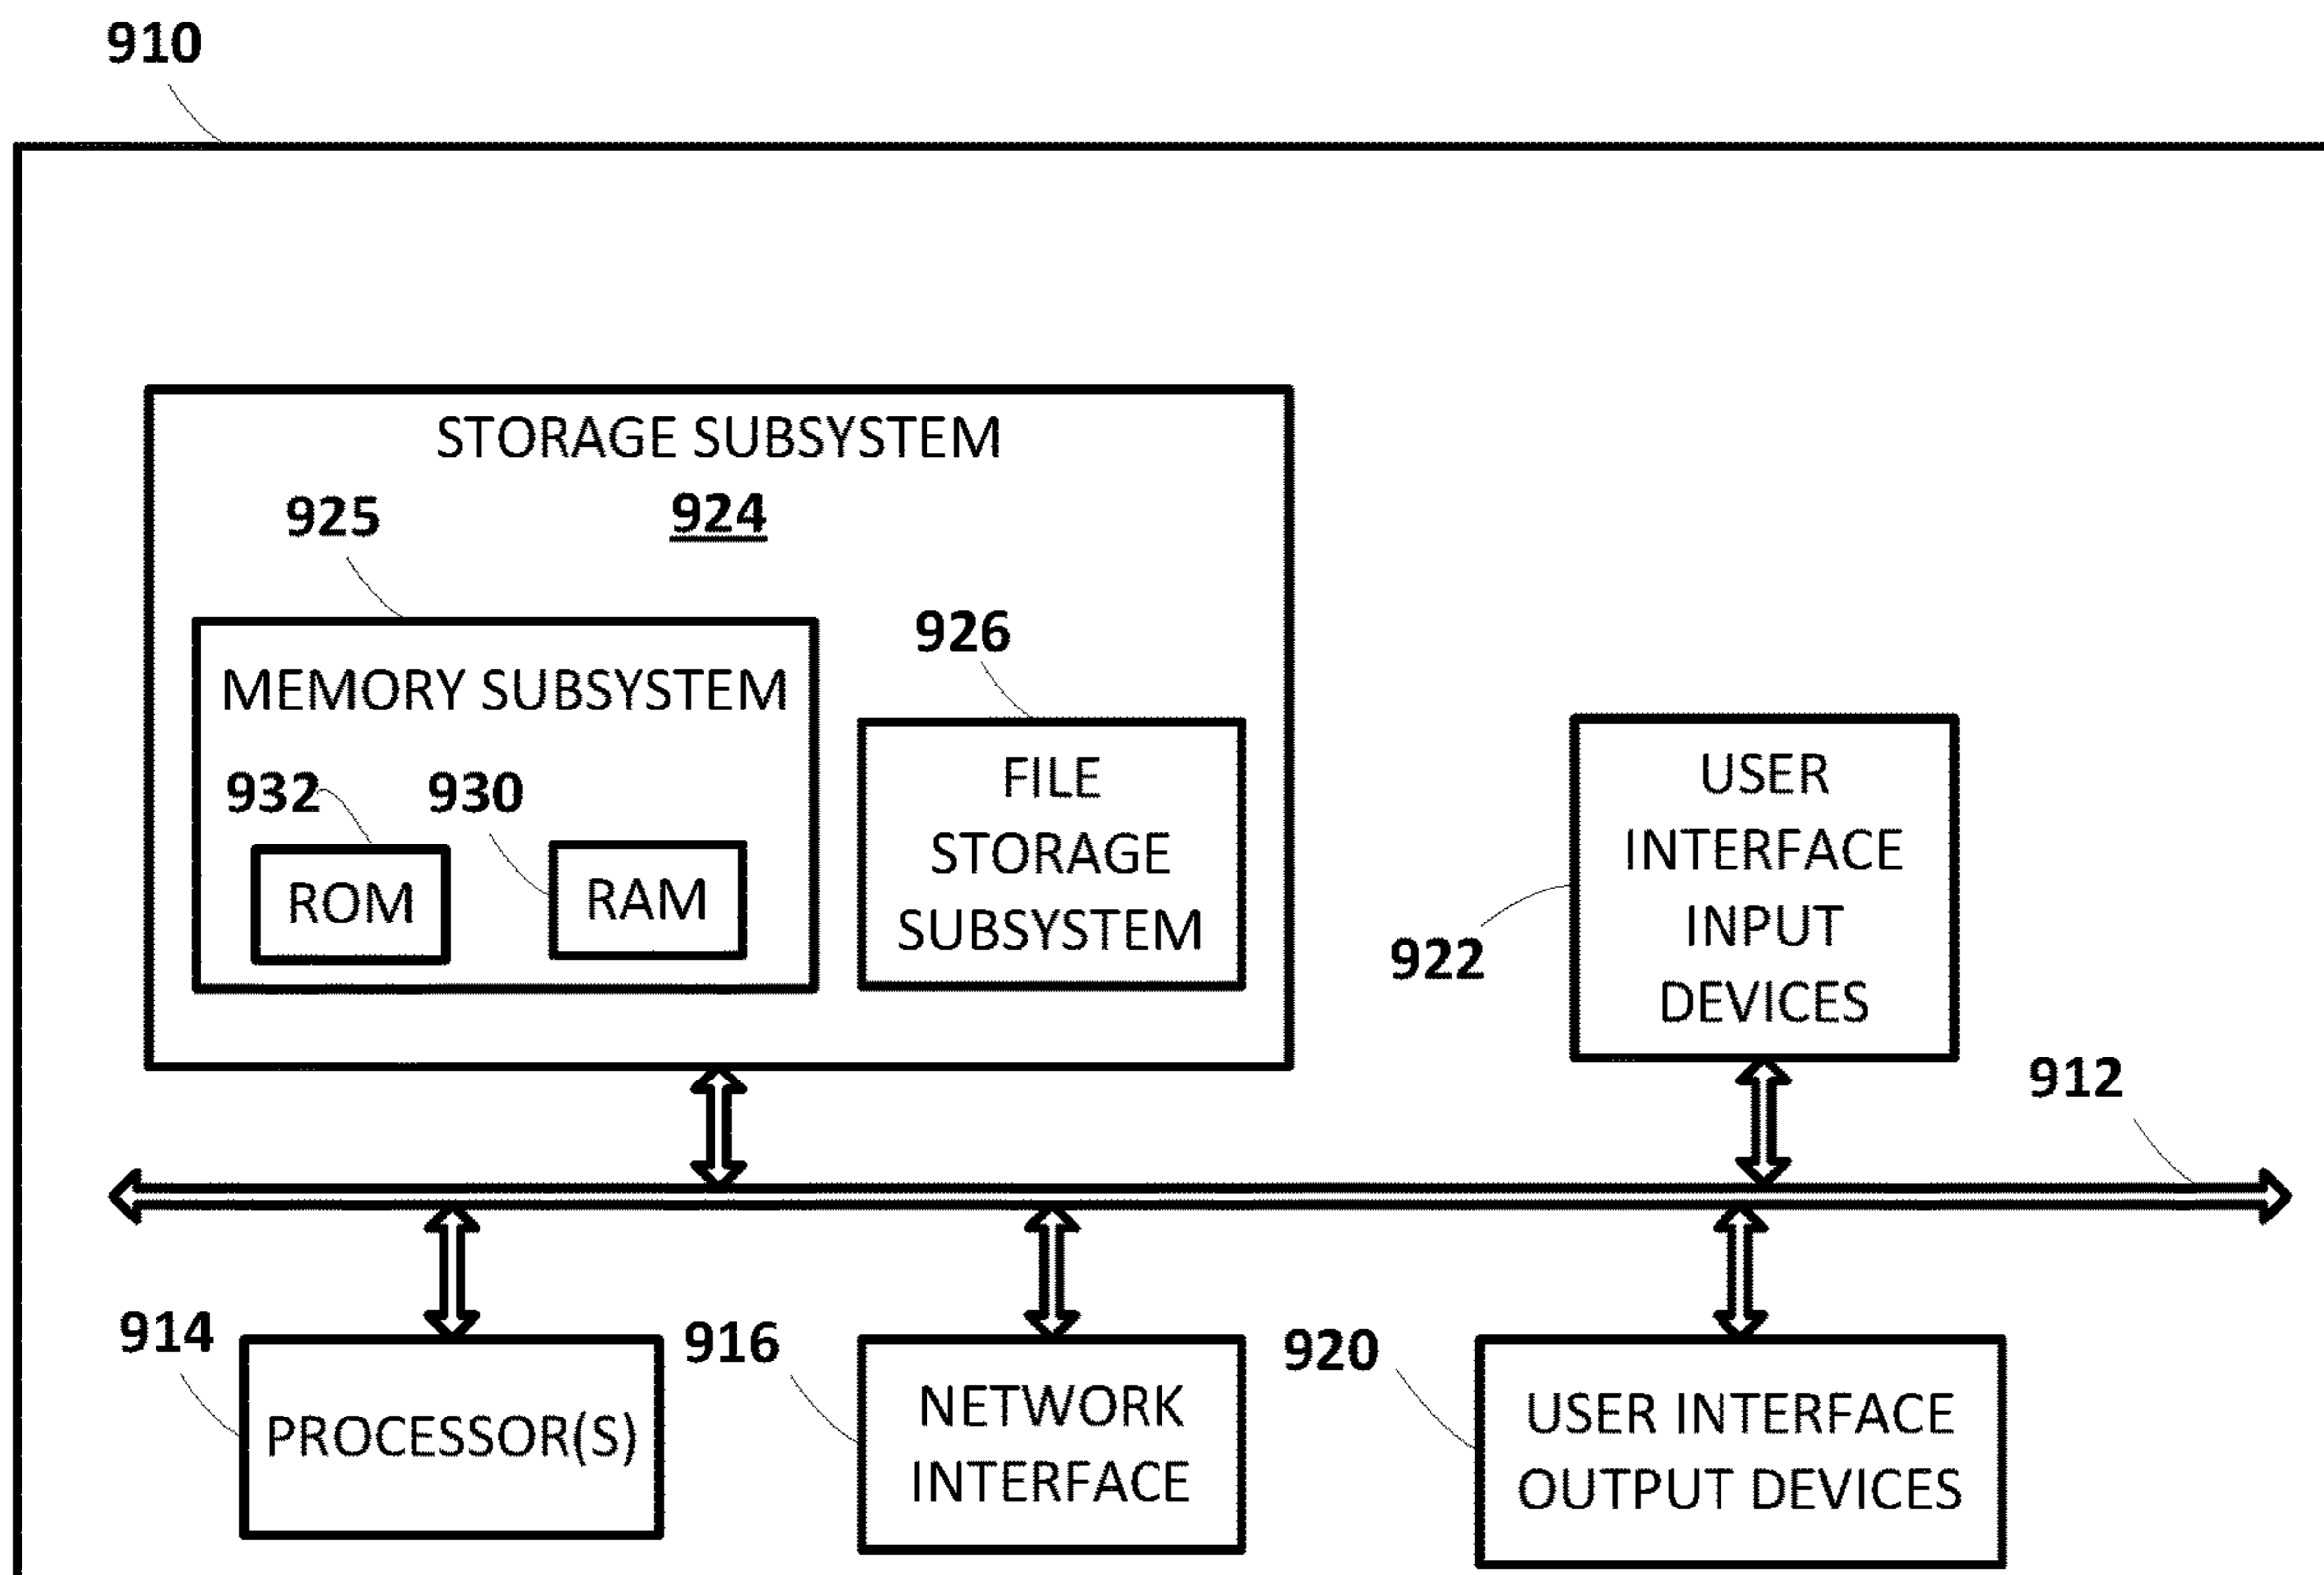 910
STORAGE SUBSYSTEM
924
925
MEMORY SUBSYSTEM
932
930
ROM
RAM
926
FILE
STORAGE
SUBSYSTEM
USER
INTERFACE
INPUT
DEVICES
922
912
914
PROCESSOR(S)
916
NETWORK
INTERFACE
920
USER INTERFACE
OUTPUT DEVICES